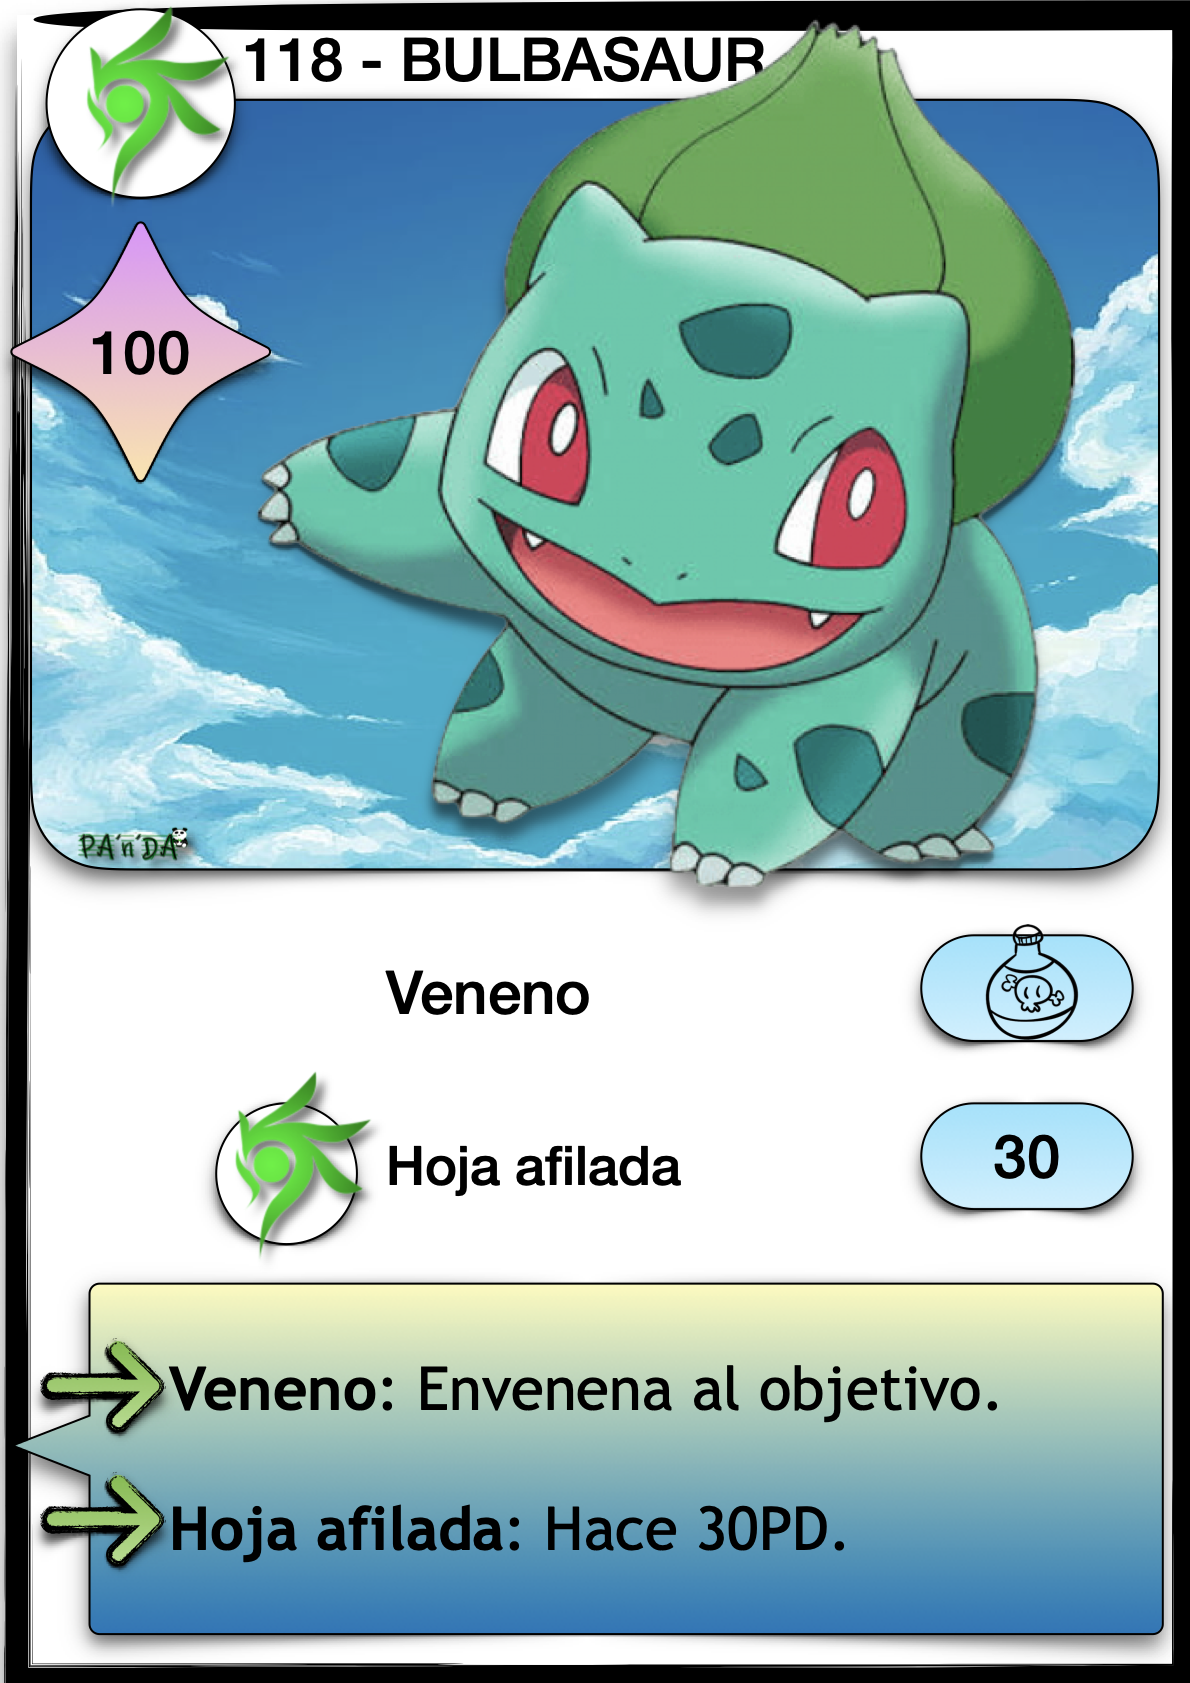 118 - BULBASAUR
100
PA'n'DA
Veneno
Hoja afilada
30
Veneno: Envenena al objetivo.
Hoja afilada: Hace 30PD.